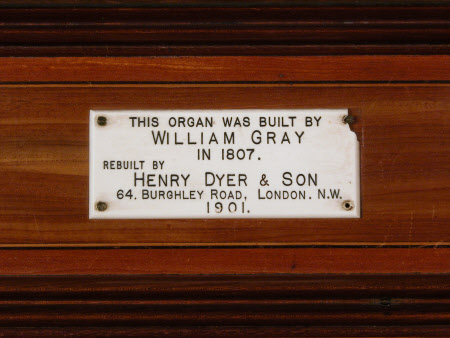 THIS ORGAN WAS BUILT BY
WILLIAM GRAY
IN 1807.
REBUILT BY
HENRY DYER & SON
64. BURGHLEY ROAD, LONDON. N.W.
1901.